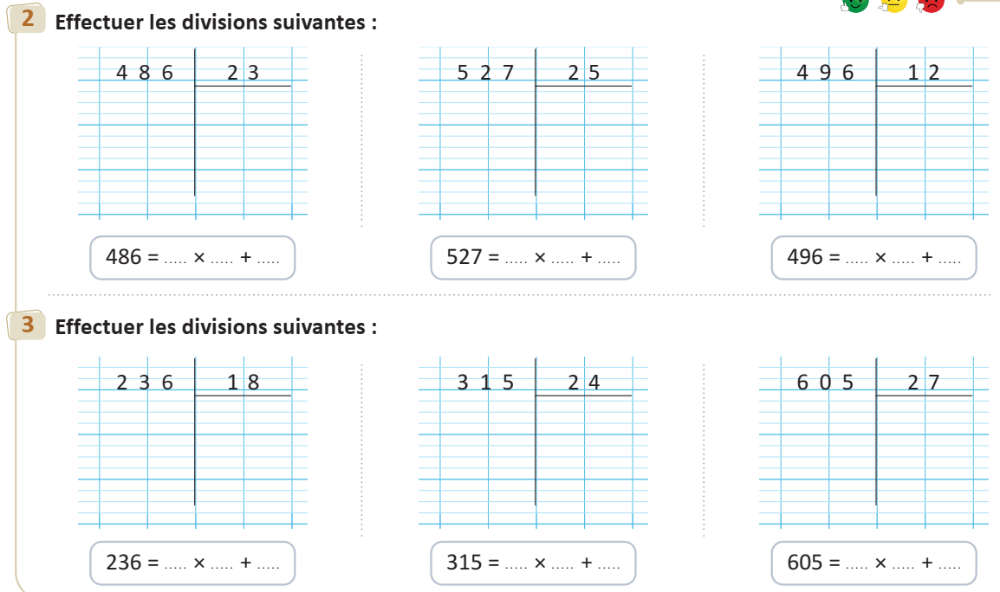 2 Effectuer les divisions suivantes :
4 8 6 2 3
5 2 7 2 5
4 9 6 1 2
486 = ..... × ..... + .....
527 = ..... × ..... + .....
496 = ..... × ..... + .....
3 Effectuer les divisions suivantes :
2 3 6 1 8
3 1 5 2 4
6 0 5 2 7
236 = ..... × ..... + .....
315 = ..... × ..... + .....
605 = ..... × ..... + .....